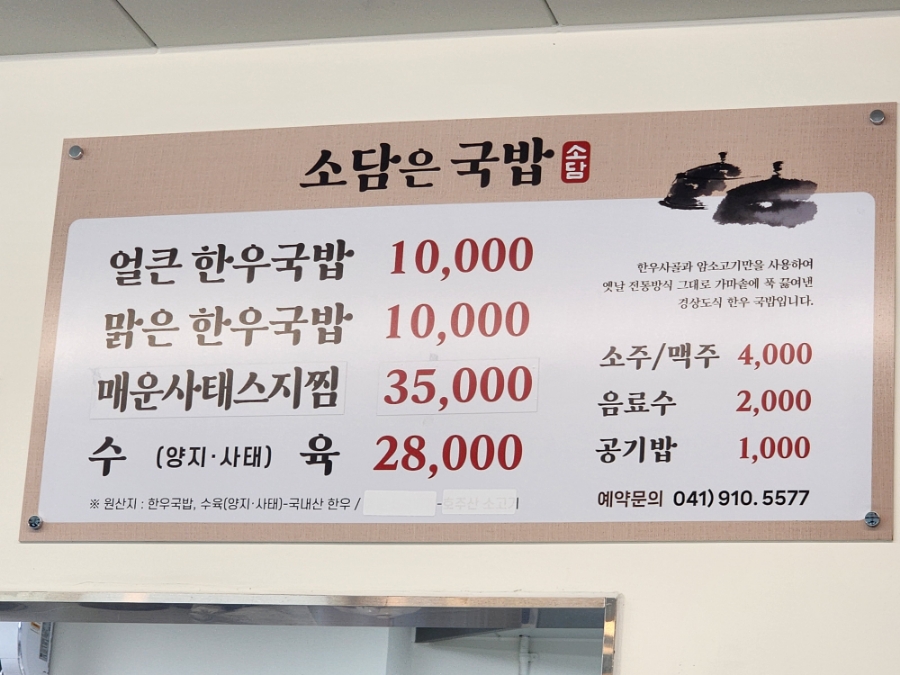 소담은 국밥 소담
얼큰 한우국밥 10,000
맑은 한우국밥 10,000
매운사태스지찜 35,000
수 (양지·사태) 육 28,000
※ 원산지 : 한우국밥, 수육(양지·사태)-국내산 한우 /
한우사골과 암소고기만을 사용하여
옛날 전통방식 그대로 가마솥에 푹 끓여낸
경상도식 한우 국밥입니다.
소주/맥주 4,000
음료수 2,000
공기밥 1,000
예약문의 041) 910. 5577